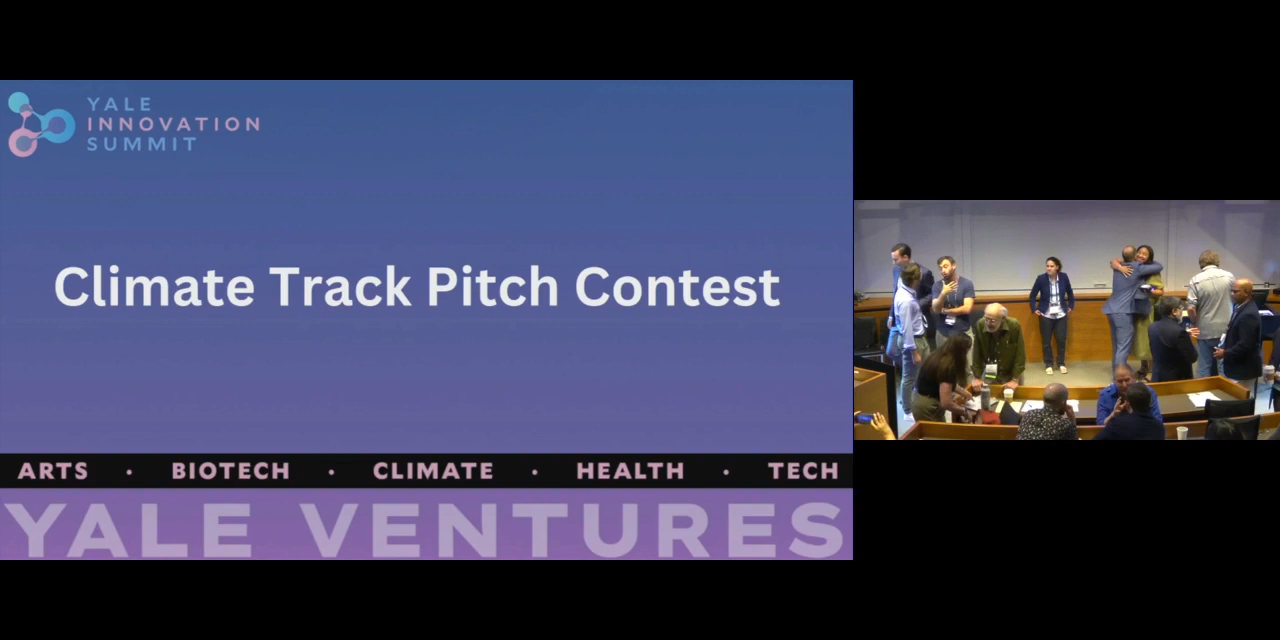 YALE
INNOVATION
SUMMIT
Climate Track Pitch Contest
ARTS · BIOTECH · CLIMATE · HEALTH · TECH
YALE VENTURES